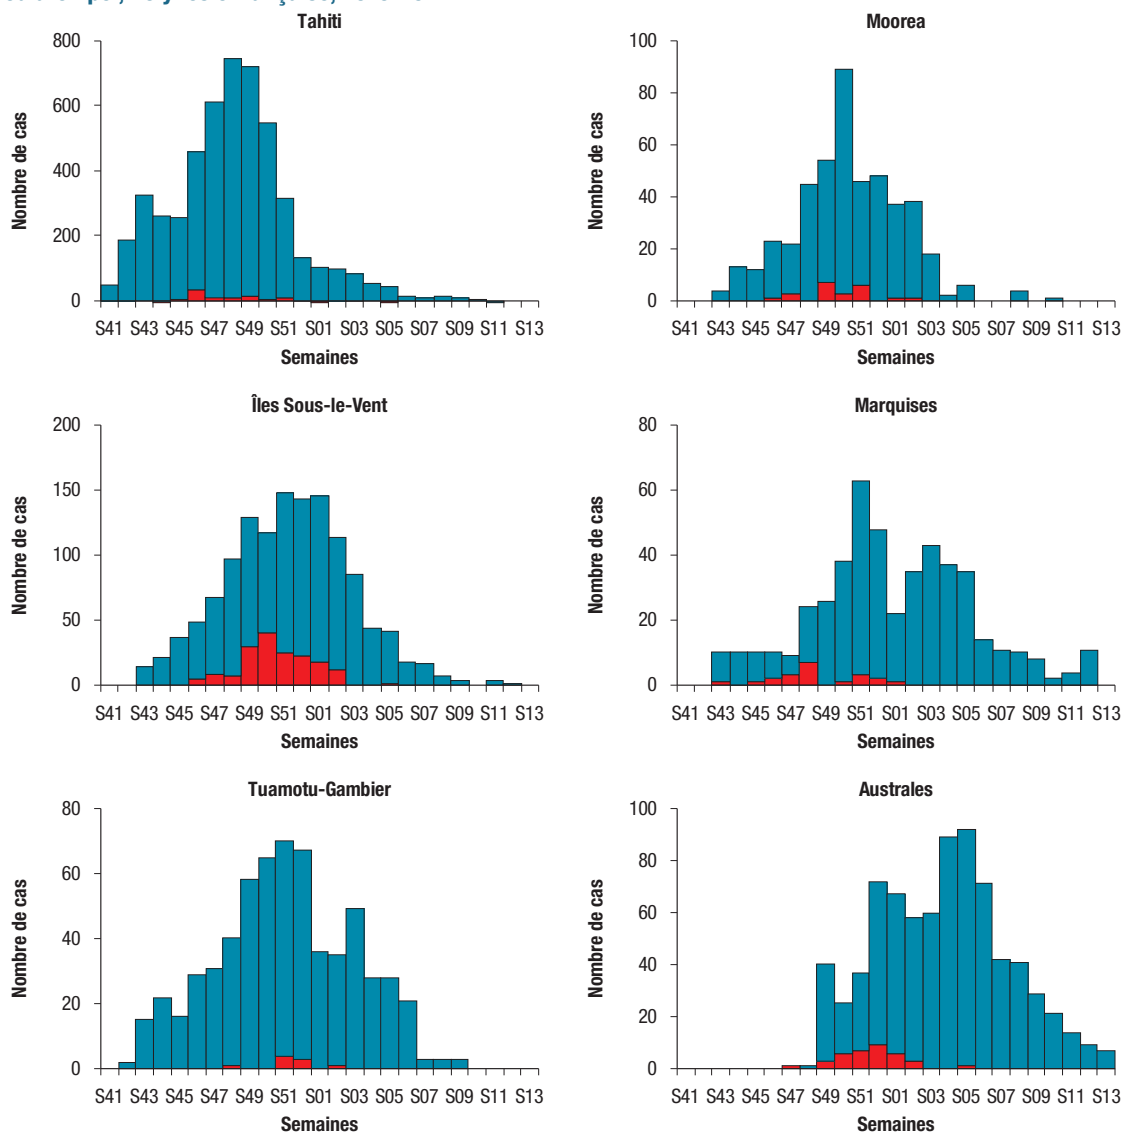 Tahiti
Nombre de cas
800
600
400
200
0
S41 S43 S45 S47 S49 S51 S01 S03 S05 S07 S09 S11 S13
Semaines
Moorea
Nombre de cas
100
80
60
40
20
0
S41 S43 S45 S47 S49 S51 S01 S03 S05 S07 S09 S11 S13
Semaines
Îles Sous-le-Vent
Nombre de cas
200
150
100
50
0
S41 S43 S45 S47 S49 S51 S01 S03 S05 S07 S09 S11 S13
Semaines
Marquises
Nombre de cas
80
60
40
20
0
S41 S43 S45 S47 S49 S51 S01 S03 S05 S07 S09 S11 S13
Semaines
Tuamotu-Gambier
Nombre de cas
80
60
40
20
0
S41 S43 S45 S47 S49 S51 S01 S03 S05 S07 S09 S11 S13
Semaines
Australes
Nombre de cas
100
80
60
40
20
0
S41 S43 S45 S47 S49 S51 S01 S03 S05 S07 S09 S11 S13
Semaines